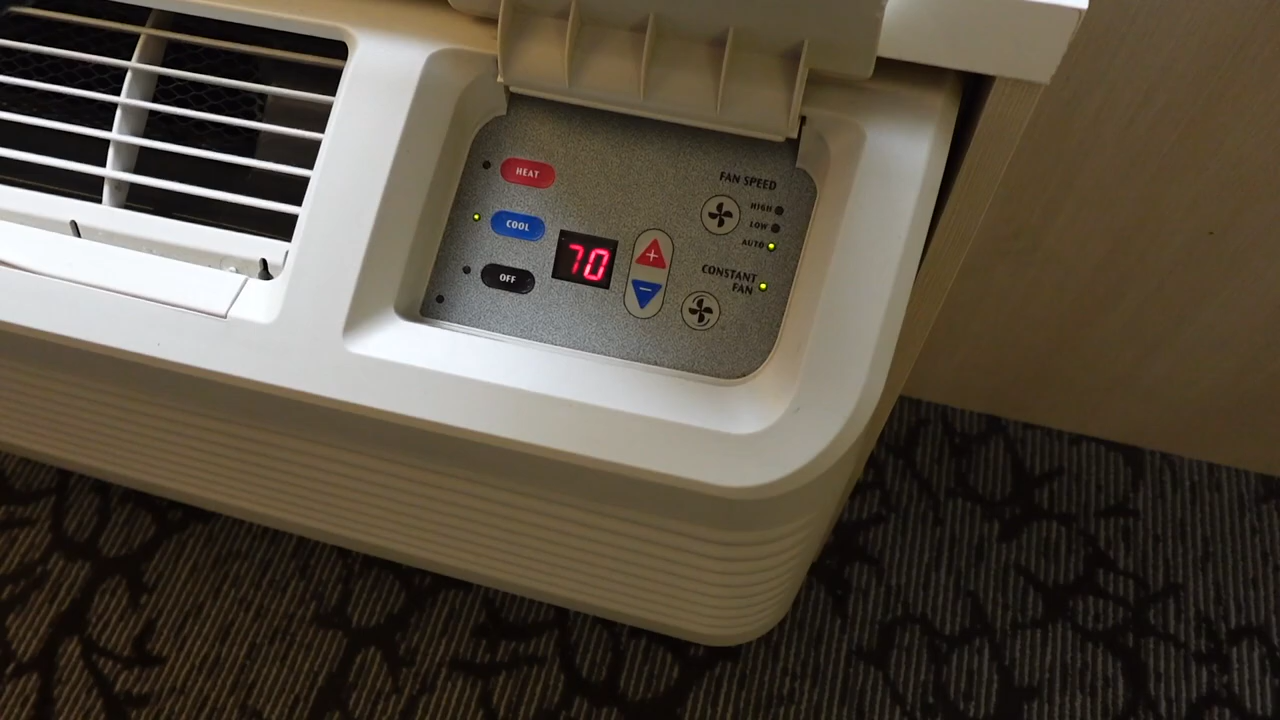 HEAT
COOL
OFF
70
+
−
FAN SPEED
HIGH
LOW
AUTO
CONSTANT
FAN